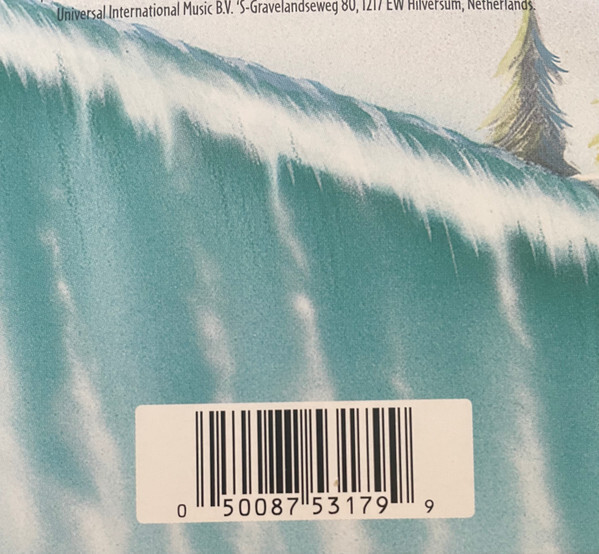 Universal International Music B.V. 'S-Gravelandseweg 80, 1217 EW Hilversum, Netherlands.
0 50087 53179 9